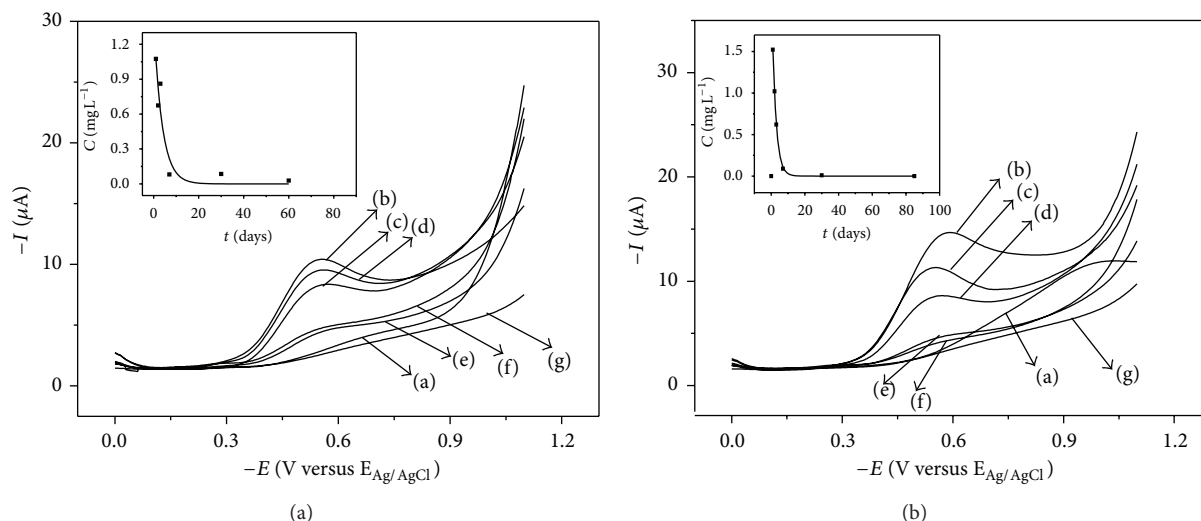 30
20
10
0
−I (μA)
0.0
0.3
0.6
0.9
1.2
−E (V versus E_Ag/AgCl)
1.2
0.9
0.6
0.3
0.0
C (mg L⁻¹)
0
20
40
60
80
t (days)
(b)
(c)
(d)
(e)
(f)
(g)
(a)
(a)
30
20
10
0
−I (μA)
0.0
0.3
0.6
0.9
1.2
−E (V versus E_Ag/AgCl)
1.5
1.0
0.5
0.0
C (mg L⁻¹)
0
20
40
60
80
100
t (days)
(b)
(c)
(d)
(e)
(f)
(a)
(g)
(b)